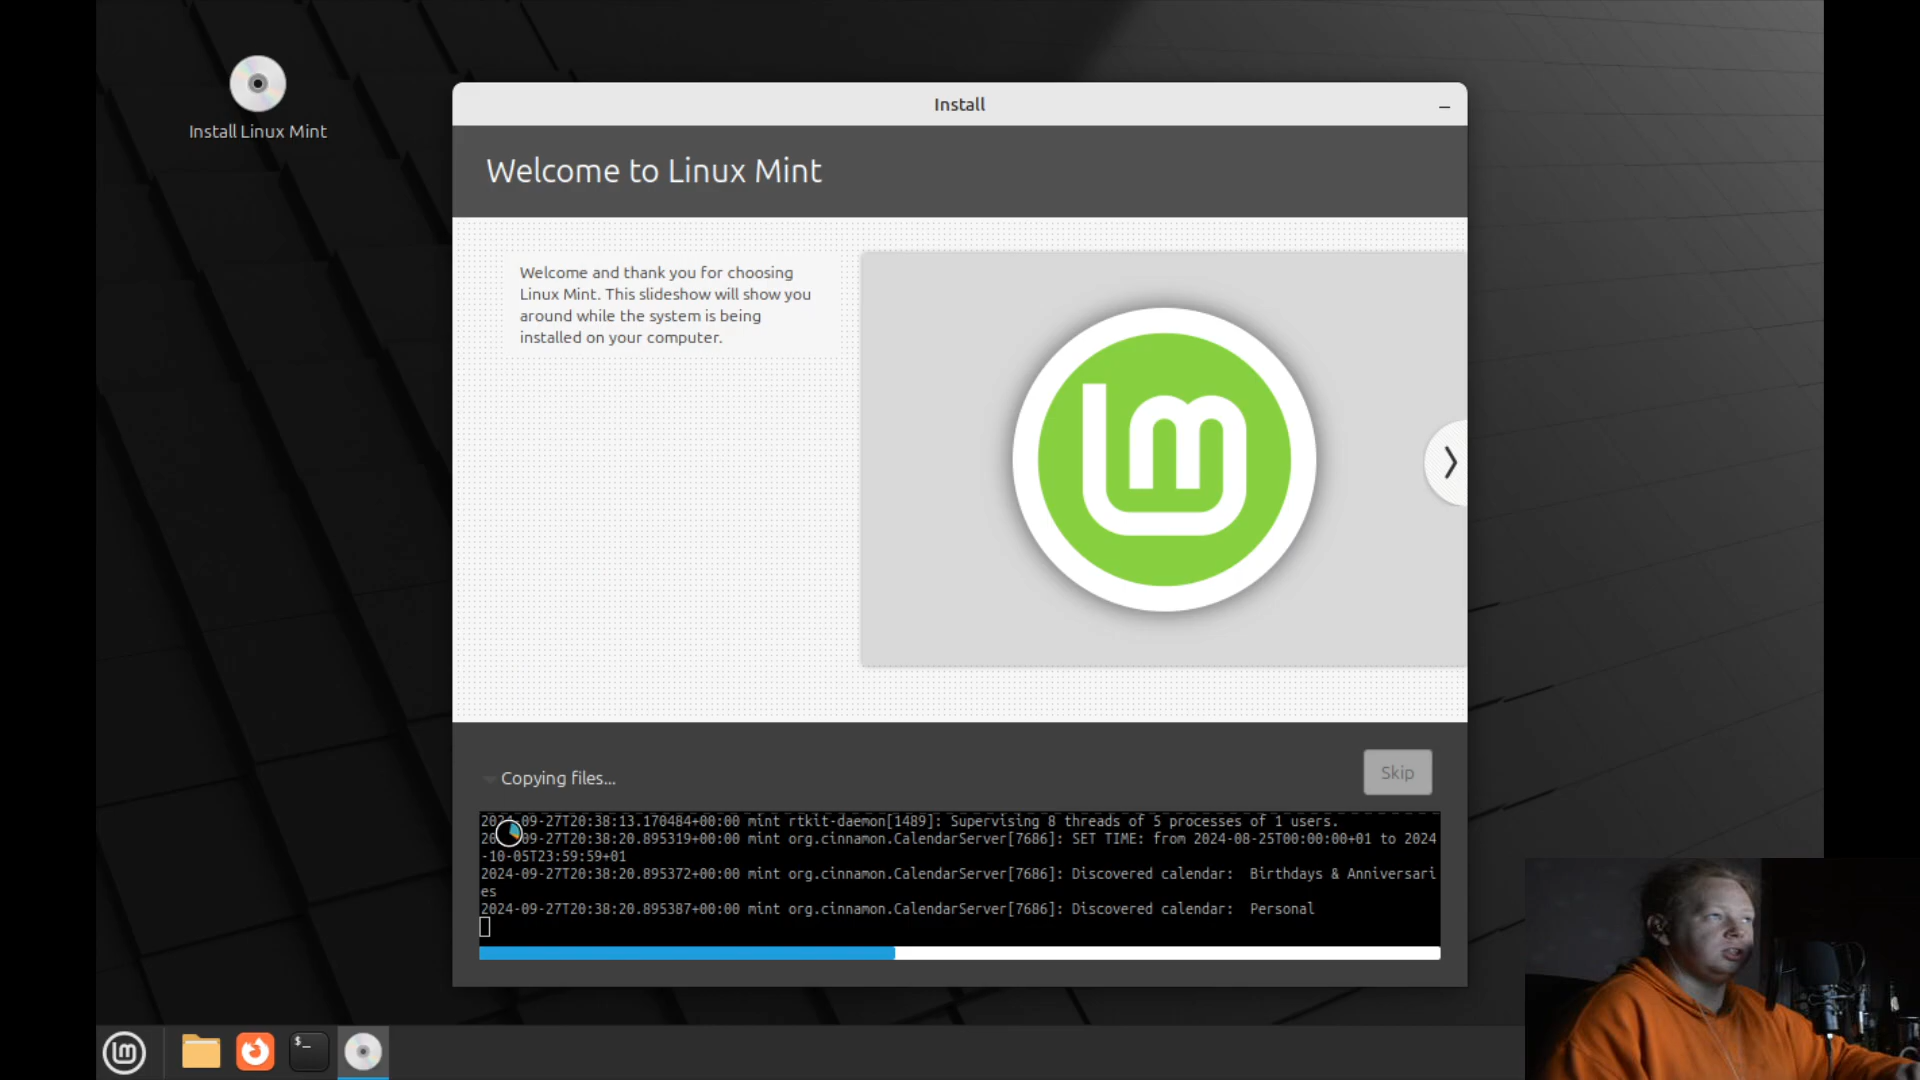 Install Linux Mint
Install
Welcome to Linux Mint
Welcome and thank you for choosing
Linux Mint. This slideshow will show you
around while the system is being
installed on your computer.
Copying files...
Skip
2024-09-27T20:38:13.170484+00:00 mint rtkit-daemon[1489]: Supervising 8 threads of 5 processes of 1 users.
2024-09-27T20:38:20.895319+00:00 mint org.cinnamon.CalendarServer[7686]: SET TIME: from 2024-08-25T00:00:00+01 to 2024
-10-05T23:59:59+01
2024-09-27T20:38:20.895372+00:00 mint org.cinnamon.CalendarServer[7686]: Discovered calendar:  Birthdays & Anniversari
es
2024-09-27T20:38:20.895387+00:00 mint org.cinnamon.CalendarServer[7686]: Discovered calendar:  Personal
$_